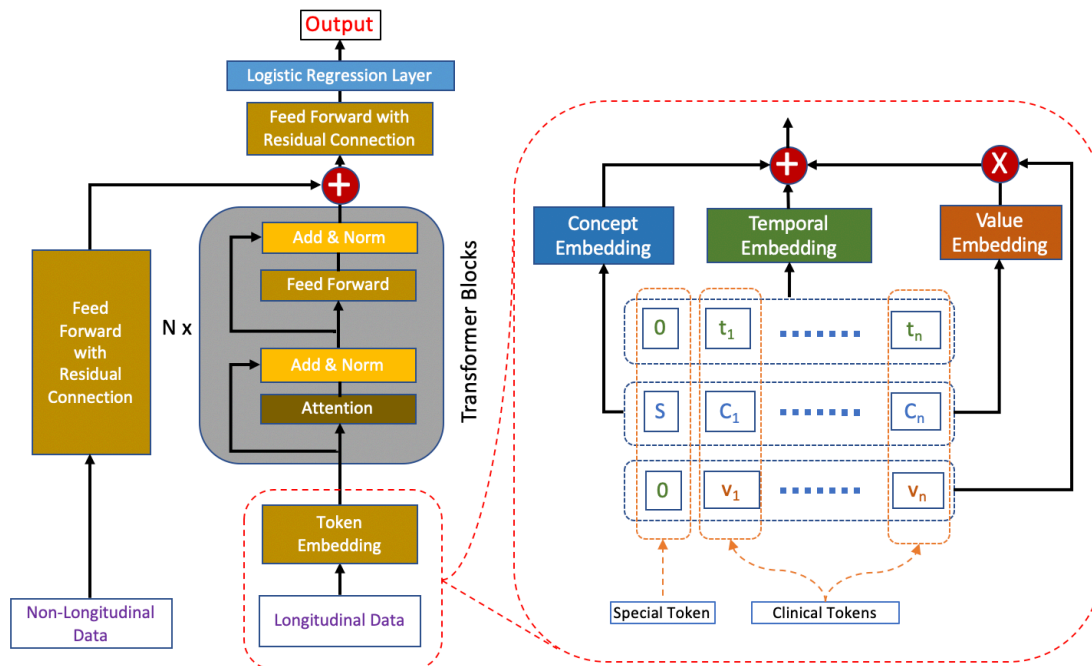 Output
Logistic Regression Layer
Feed Forward with
Residual Connection
+
Add & Norm
Feed Forward
Add & Norm
Attention
N x
Transformer Blocks
Feed
Forward
with
Residual
Connection
Token
Embedding
Non-Longitudinal
Data
Longitudinal Data
+
X
Concept
Embedding
Temporal
Embedding
Value
Embedding
0 t₁ ....... tₙ
S C₁ ....... Cₙ
0 v₁ ....... vₙ
Special Token
Clinical Tokens